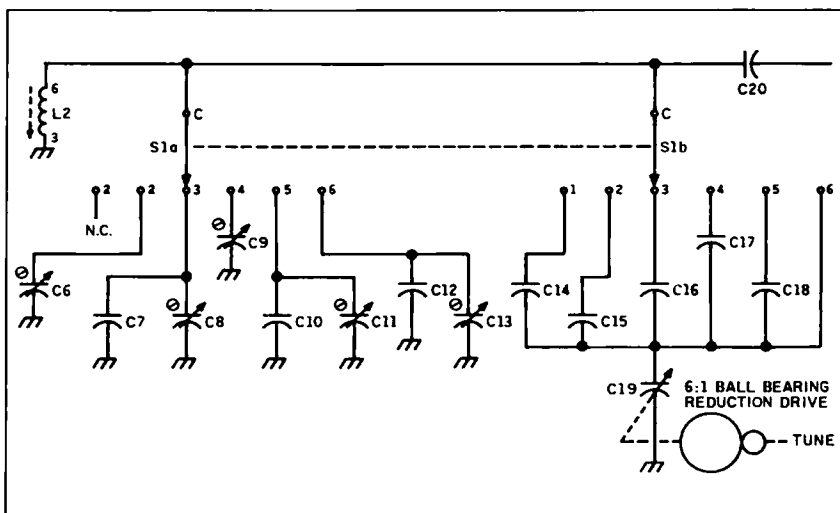 6
L2
3
C
S1a
C
S1b
C20
2
2
3
4
5
6
1
2
3
4
5
6
N.C.
C9
C6
C7
C8
C10
C11
C12
C13
C14
C15
C16
C17
C18
C19
6:1 BALL BEARING
REDUCTION DRIVE
TUNE